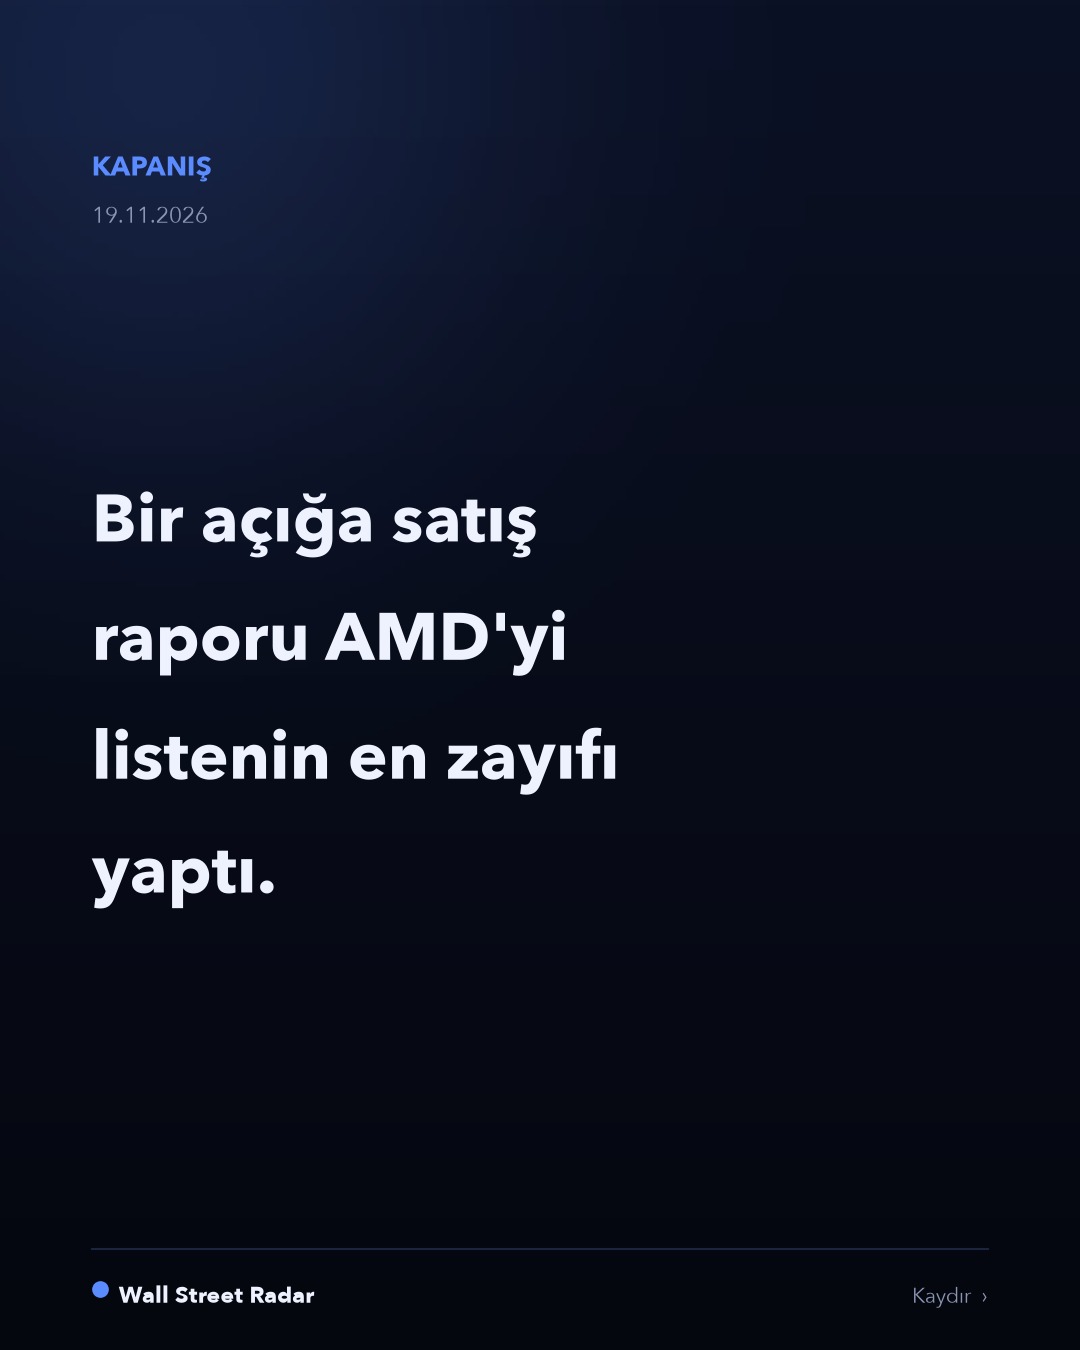 KAPANIŞ
19.11.2026
Bir açığa satış
raporu AMD'yi
listenin en zayıfı
yaptı.
Wall Street Radar
Kaydır ›